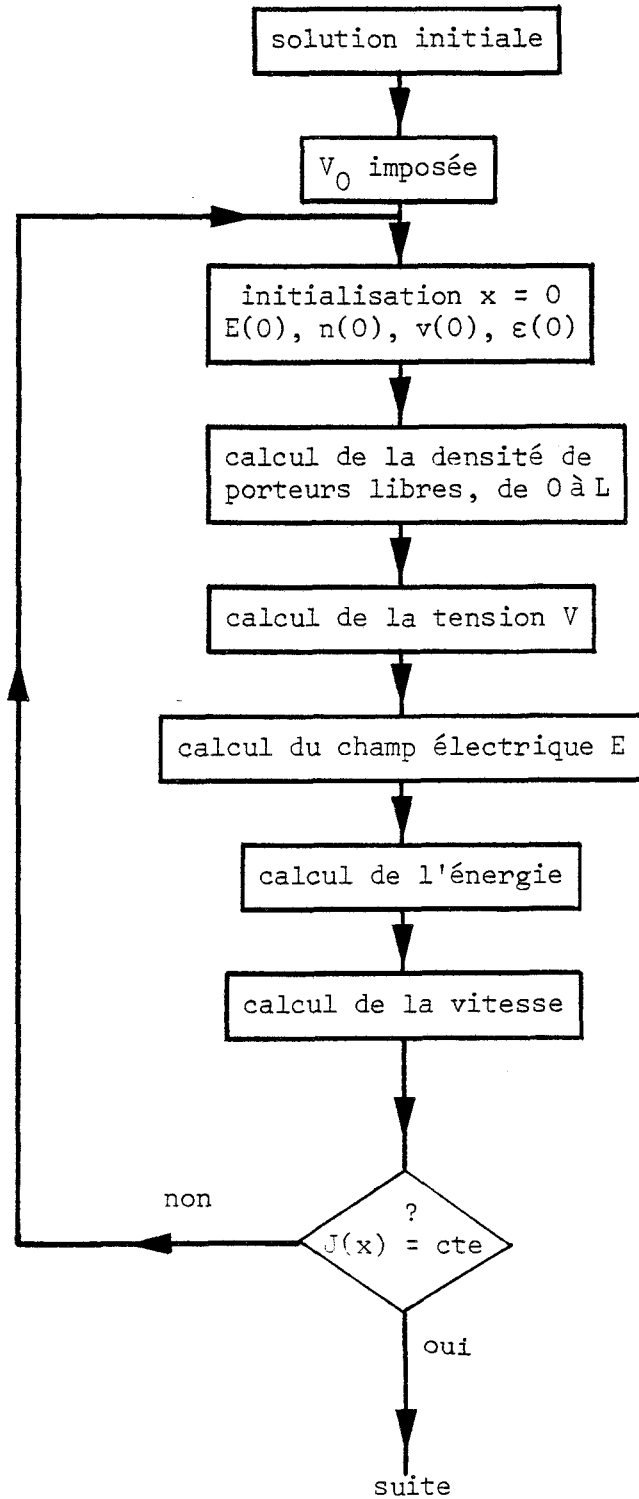 solution initiale
V0 imposée
initialisation x = 0
E(0), n(0), v(0), ε(0)
calcul de la densité de
porteurs libres, de 0 à L
calcul de la tension V
calcul du champ électrique E
calcul de l'énergie
calcul de la vitesse
non
?
J(x) = cte
oui
suite